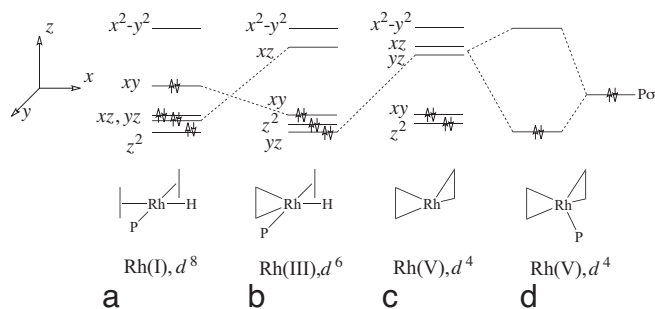 z
x
y
x²-y²
xy
xz, yz
z²
x²-y²
xz
xy
z²
yz
x²-y²
xz
yz
xy
z²
Pσ
Rh
H
P
Rh
H
P
Rh
Rh
P
Rh(I), d⁸
Rh(III), d⁶
Rh(V), d⁴
Rh(V), d⁴
a
b
c
d